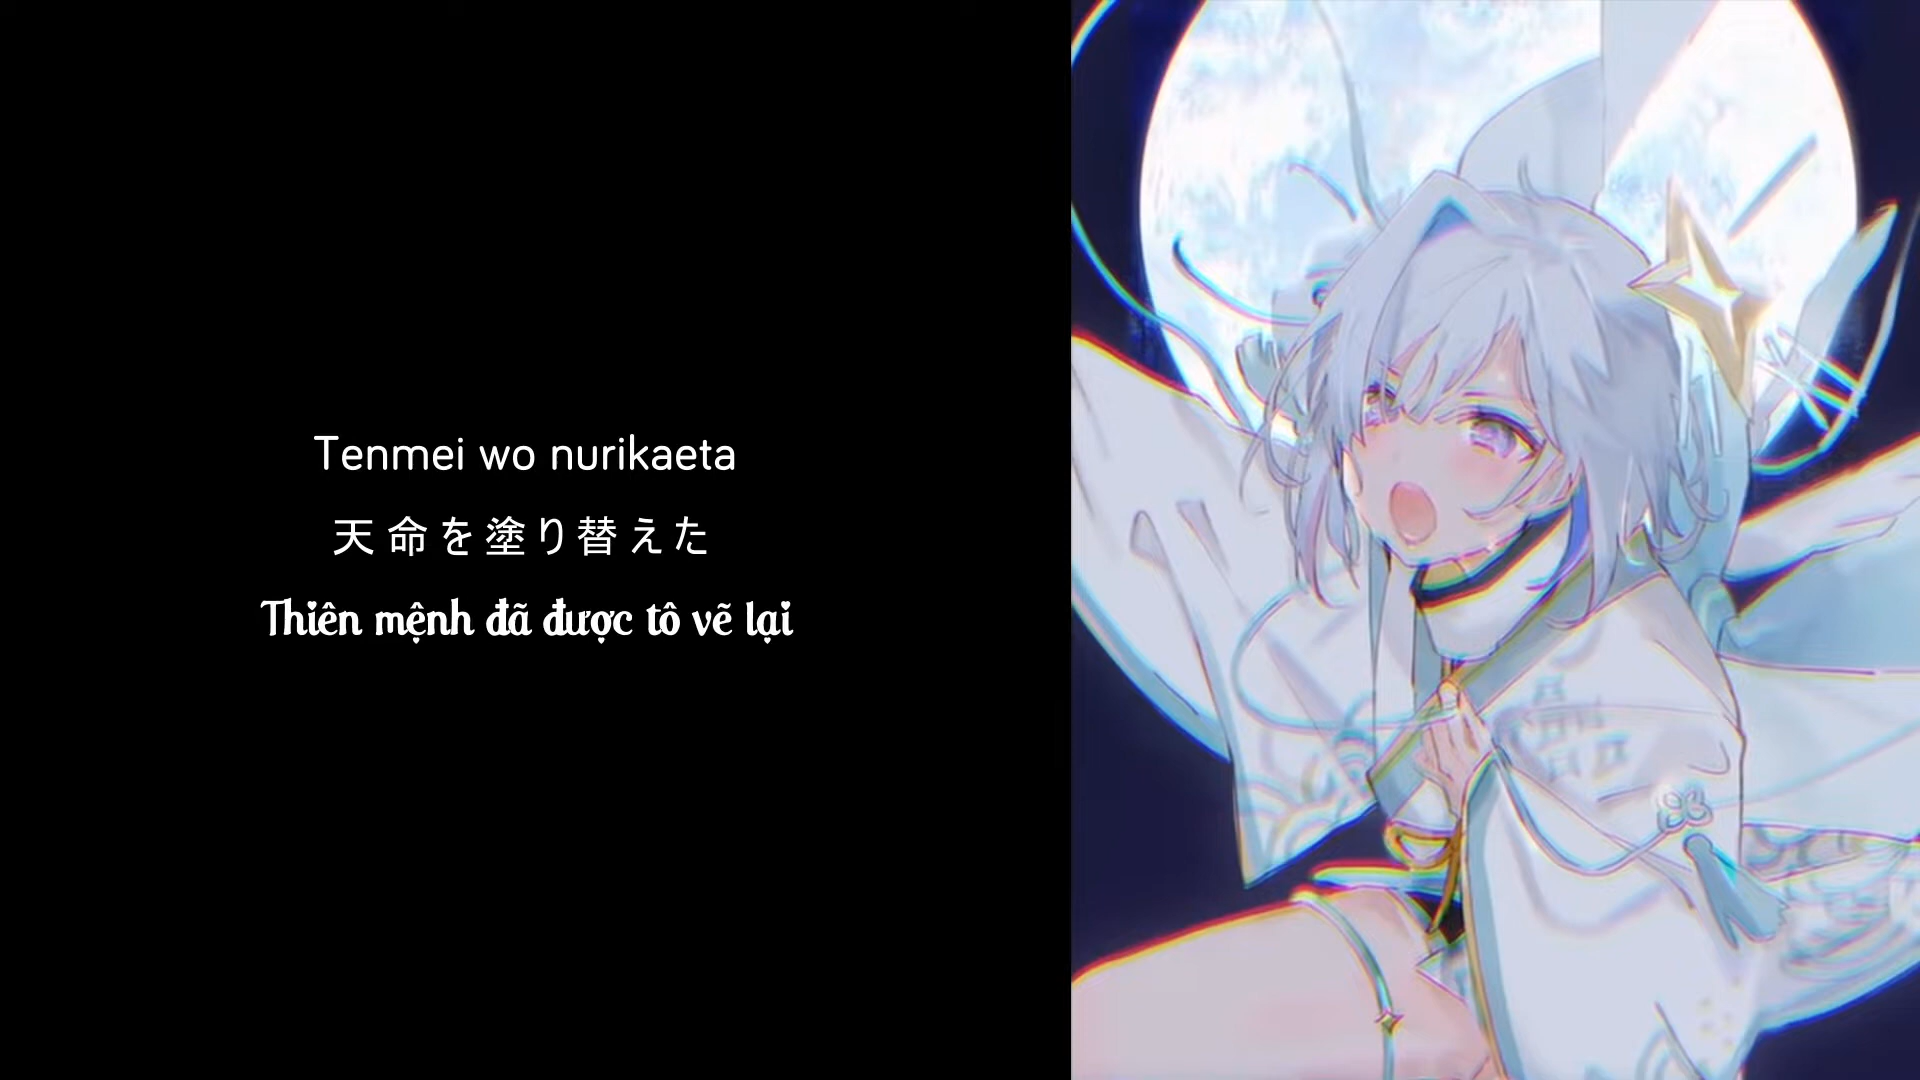 Tenmei wo nurikaeta
天命を塗り替えた
Thiên mệnh đã được tô vẽ lại